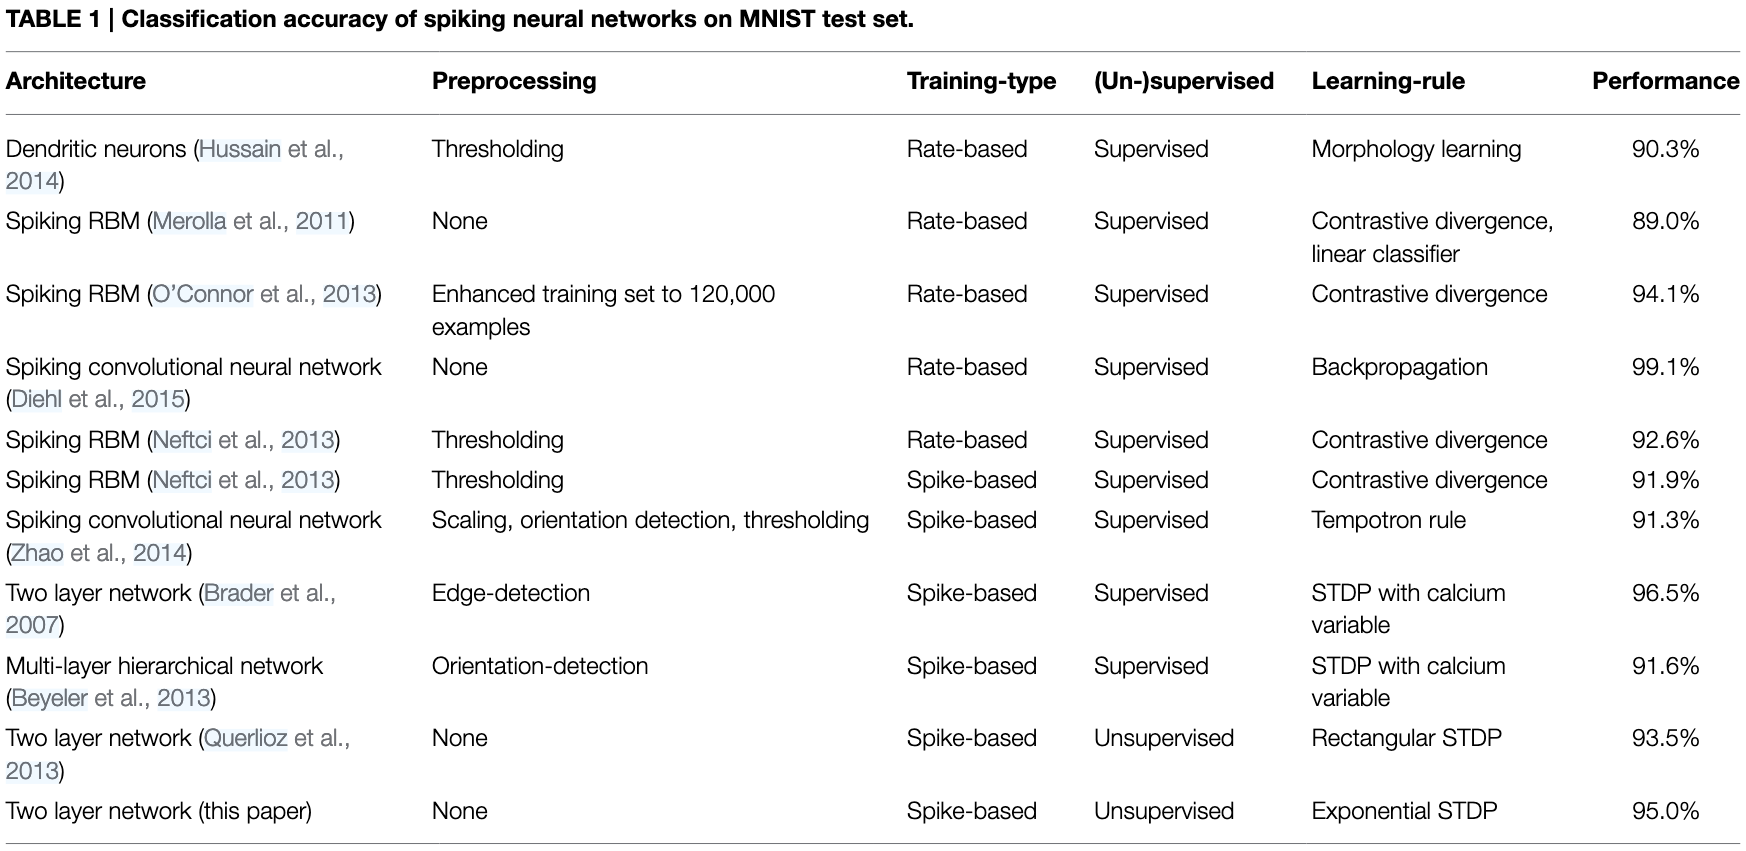 TABLE 1 | Classification accuracy of spiking neural networks on MNIST test set.
Architecture Preprocessing Training-type (Un-)supervised Learning-rule Performance
Dendritic neurons (Hussain et al., Thresholding Rate-based Supervised Morphology learning 90.3%
2014)
Spiking RBM (Merolla et al., 2011) None Rate-based Supervised Contrastive divergence, 89.0%
linear classifier
Spiking RBM (O’Connor et al., 2013) Enhanced training set to 120,000 Rate-based Supervised Contrastive divergence 94.1%
examples
Spiking convolutional neural network None Rate-based Supervised Backpropagation 99.1%
(Diehl et al., 2015)
Spiking RBM (Neftci et al., 2013) Thresholding Rate-based Supervised Contrastive divergence 92.6%
Spiking RBM (Neftci et al., 2013) Thresholding Spike-based Supervised Contrastive divergence 91.9%
Spiking convolutional neural network Scaling, orientation detection, thresholding Spike-based Supervised Tempotron rule 91.3%
(Zhao et al., 2014)
Two layer network (Brader et al., Edge-detection Spike-based Supervised STDP with calcium 96.5%
2007) variable
Multi-layer hierarchical network Orientation-detection Spike-based Supervised STDP with calcium 91.6%
(Beyeler et al., 2013) variable
Two layer network (Querlioz et al., None Spike-based Unsupervised Rectangular STDP 93.5%
2013)
Two layer network (this paper) None Spike-based Unsupervised Exponential STDP 95.0%